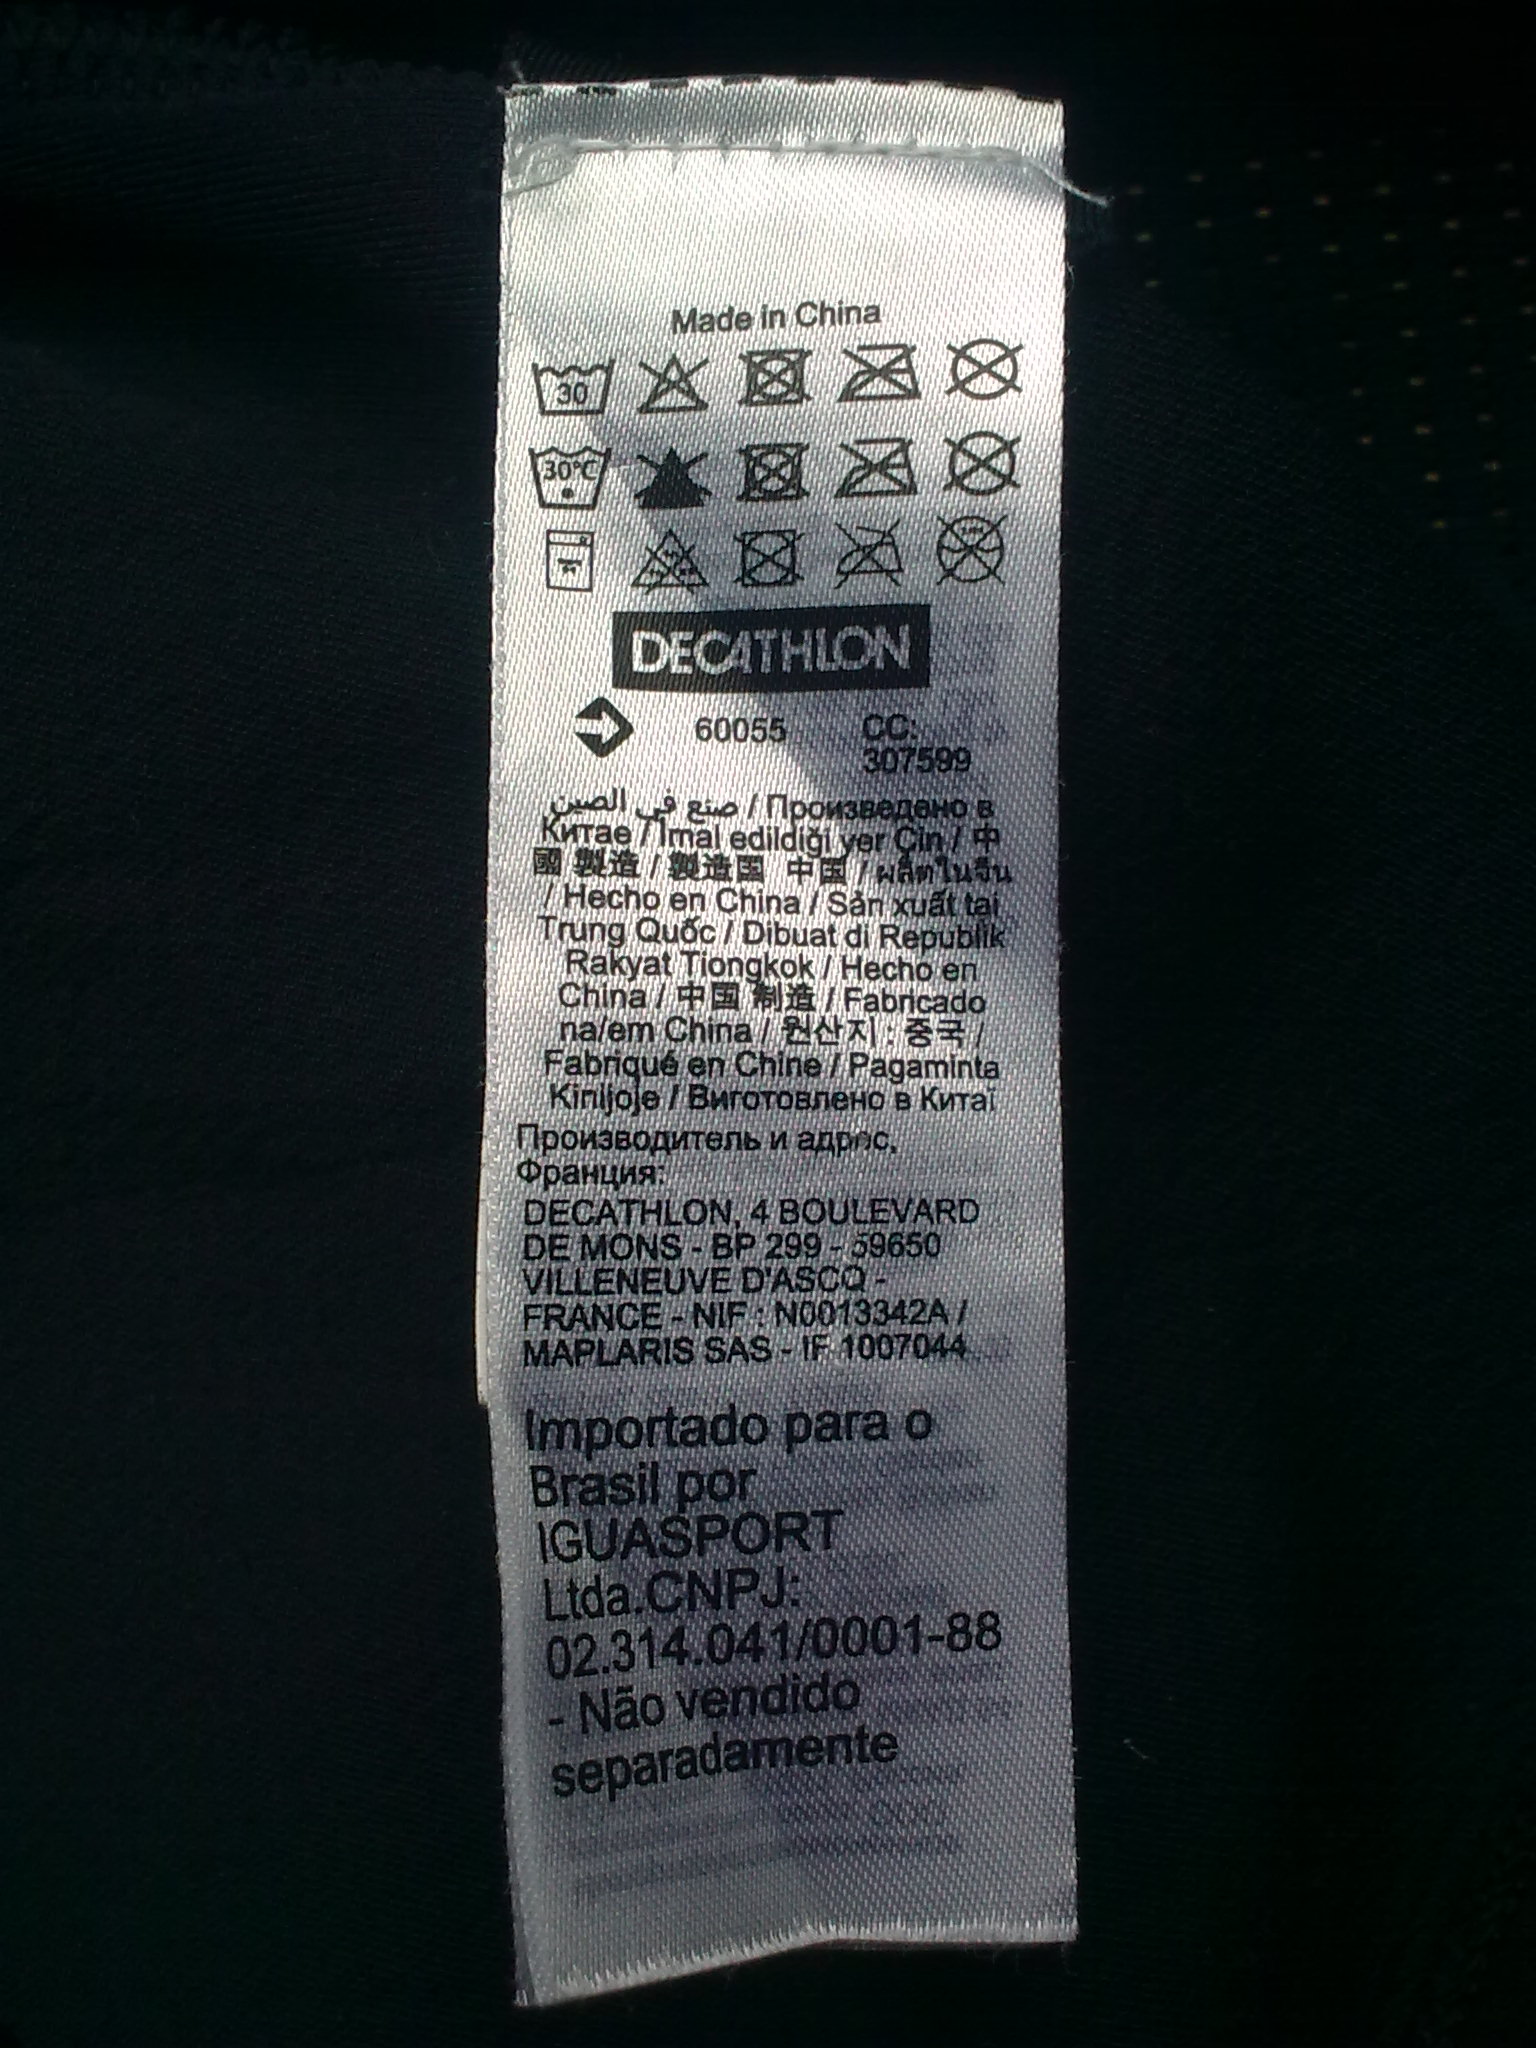 Made in China
30
30°C
DECATHLON
60055 CC:
307599
صنع في الصين / Произведено в
Китае / İmal edildiği yer Çin / 中
國 製造 / 製造国 中国 / ผลิตในจีน
/ Hecho en China / Sản xuất tại
Trung Quốc / Dibuat di Republik
Rakyat Tiongkok / Hecho en
China / 中国 制造 / Fabricado
na/em China / 원산지 : 중국 /
Fabriqué en Chine / Pagaminta
Kinijoje / Виготовлено в Китаї
Производитель и адрес,
Франция:
DECATHLON, 4 BOULEVARD
DE MONS - BP 299 - 59650
VILLENEUVE D'ASCQ -
FRANCE - NIF : N0013342A /
MAPLARIS SAS - IF 1007044
Importado para o
Brasil por
IGUASPORT
Ltda.CNPJ:
02.314.041/0001-88
- Não vendido
separadamente